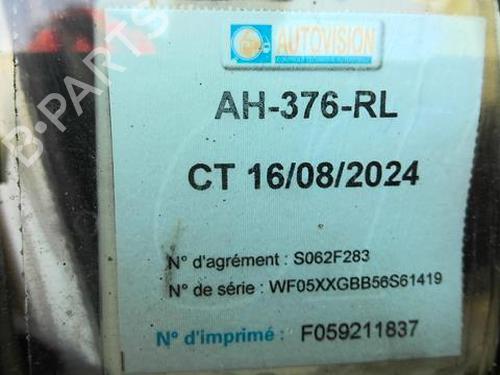 AUTOVISION
AH-376-RL
CT 16/08/2024
N° d'agrément : S062F283
N° de série : WF05XXGBB56S61419
N° d'imprimé : F059211837
B-PARTS